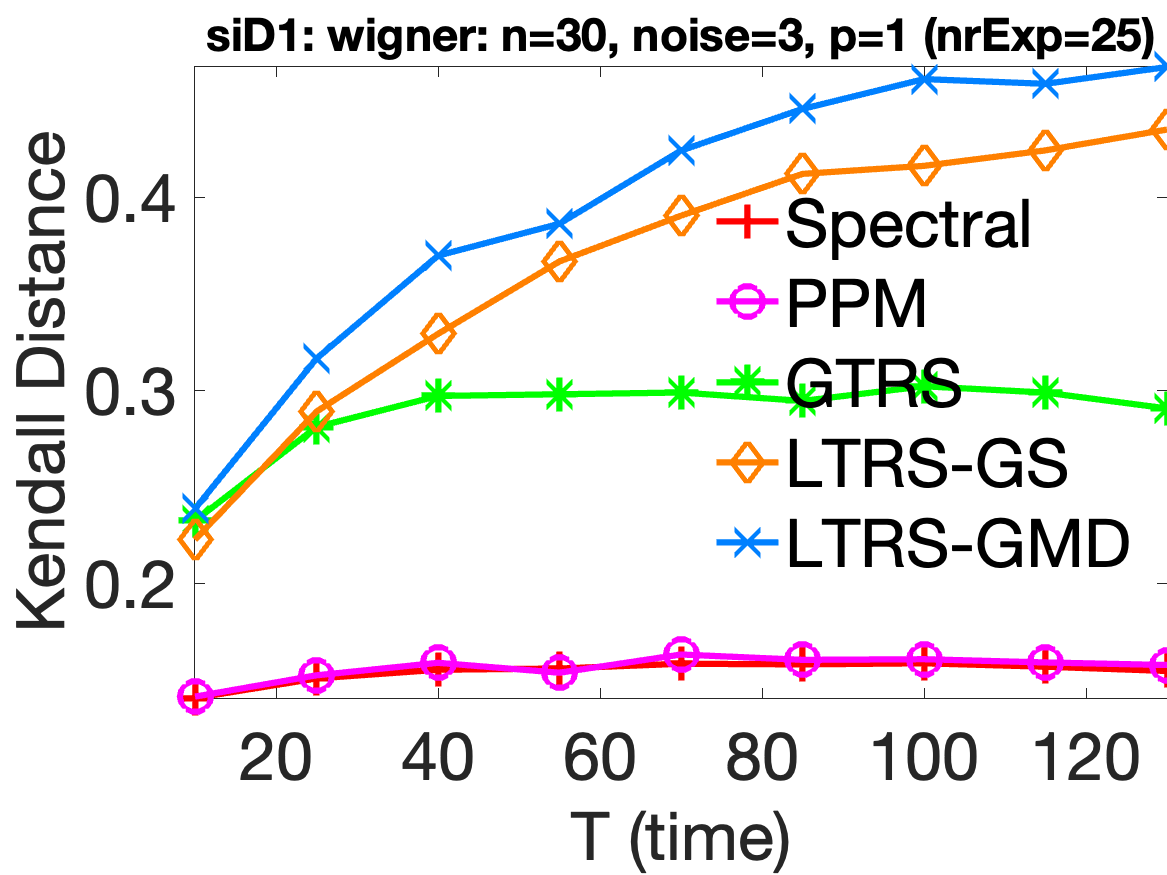 siD1: wigner: n=30, noise=3, p=1 (nrExp=25)
Kendall Distance
0.4
0.3
0.2
Spectral
PPM
GTRS
LTRS-GS
LTRS-GMD
20 40 60 80 100 120
T (time)